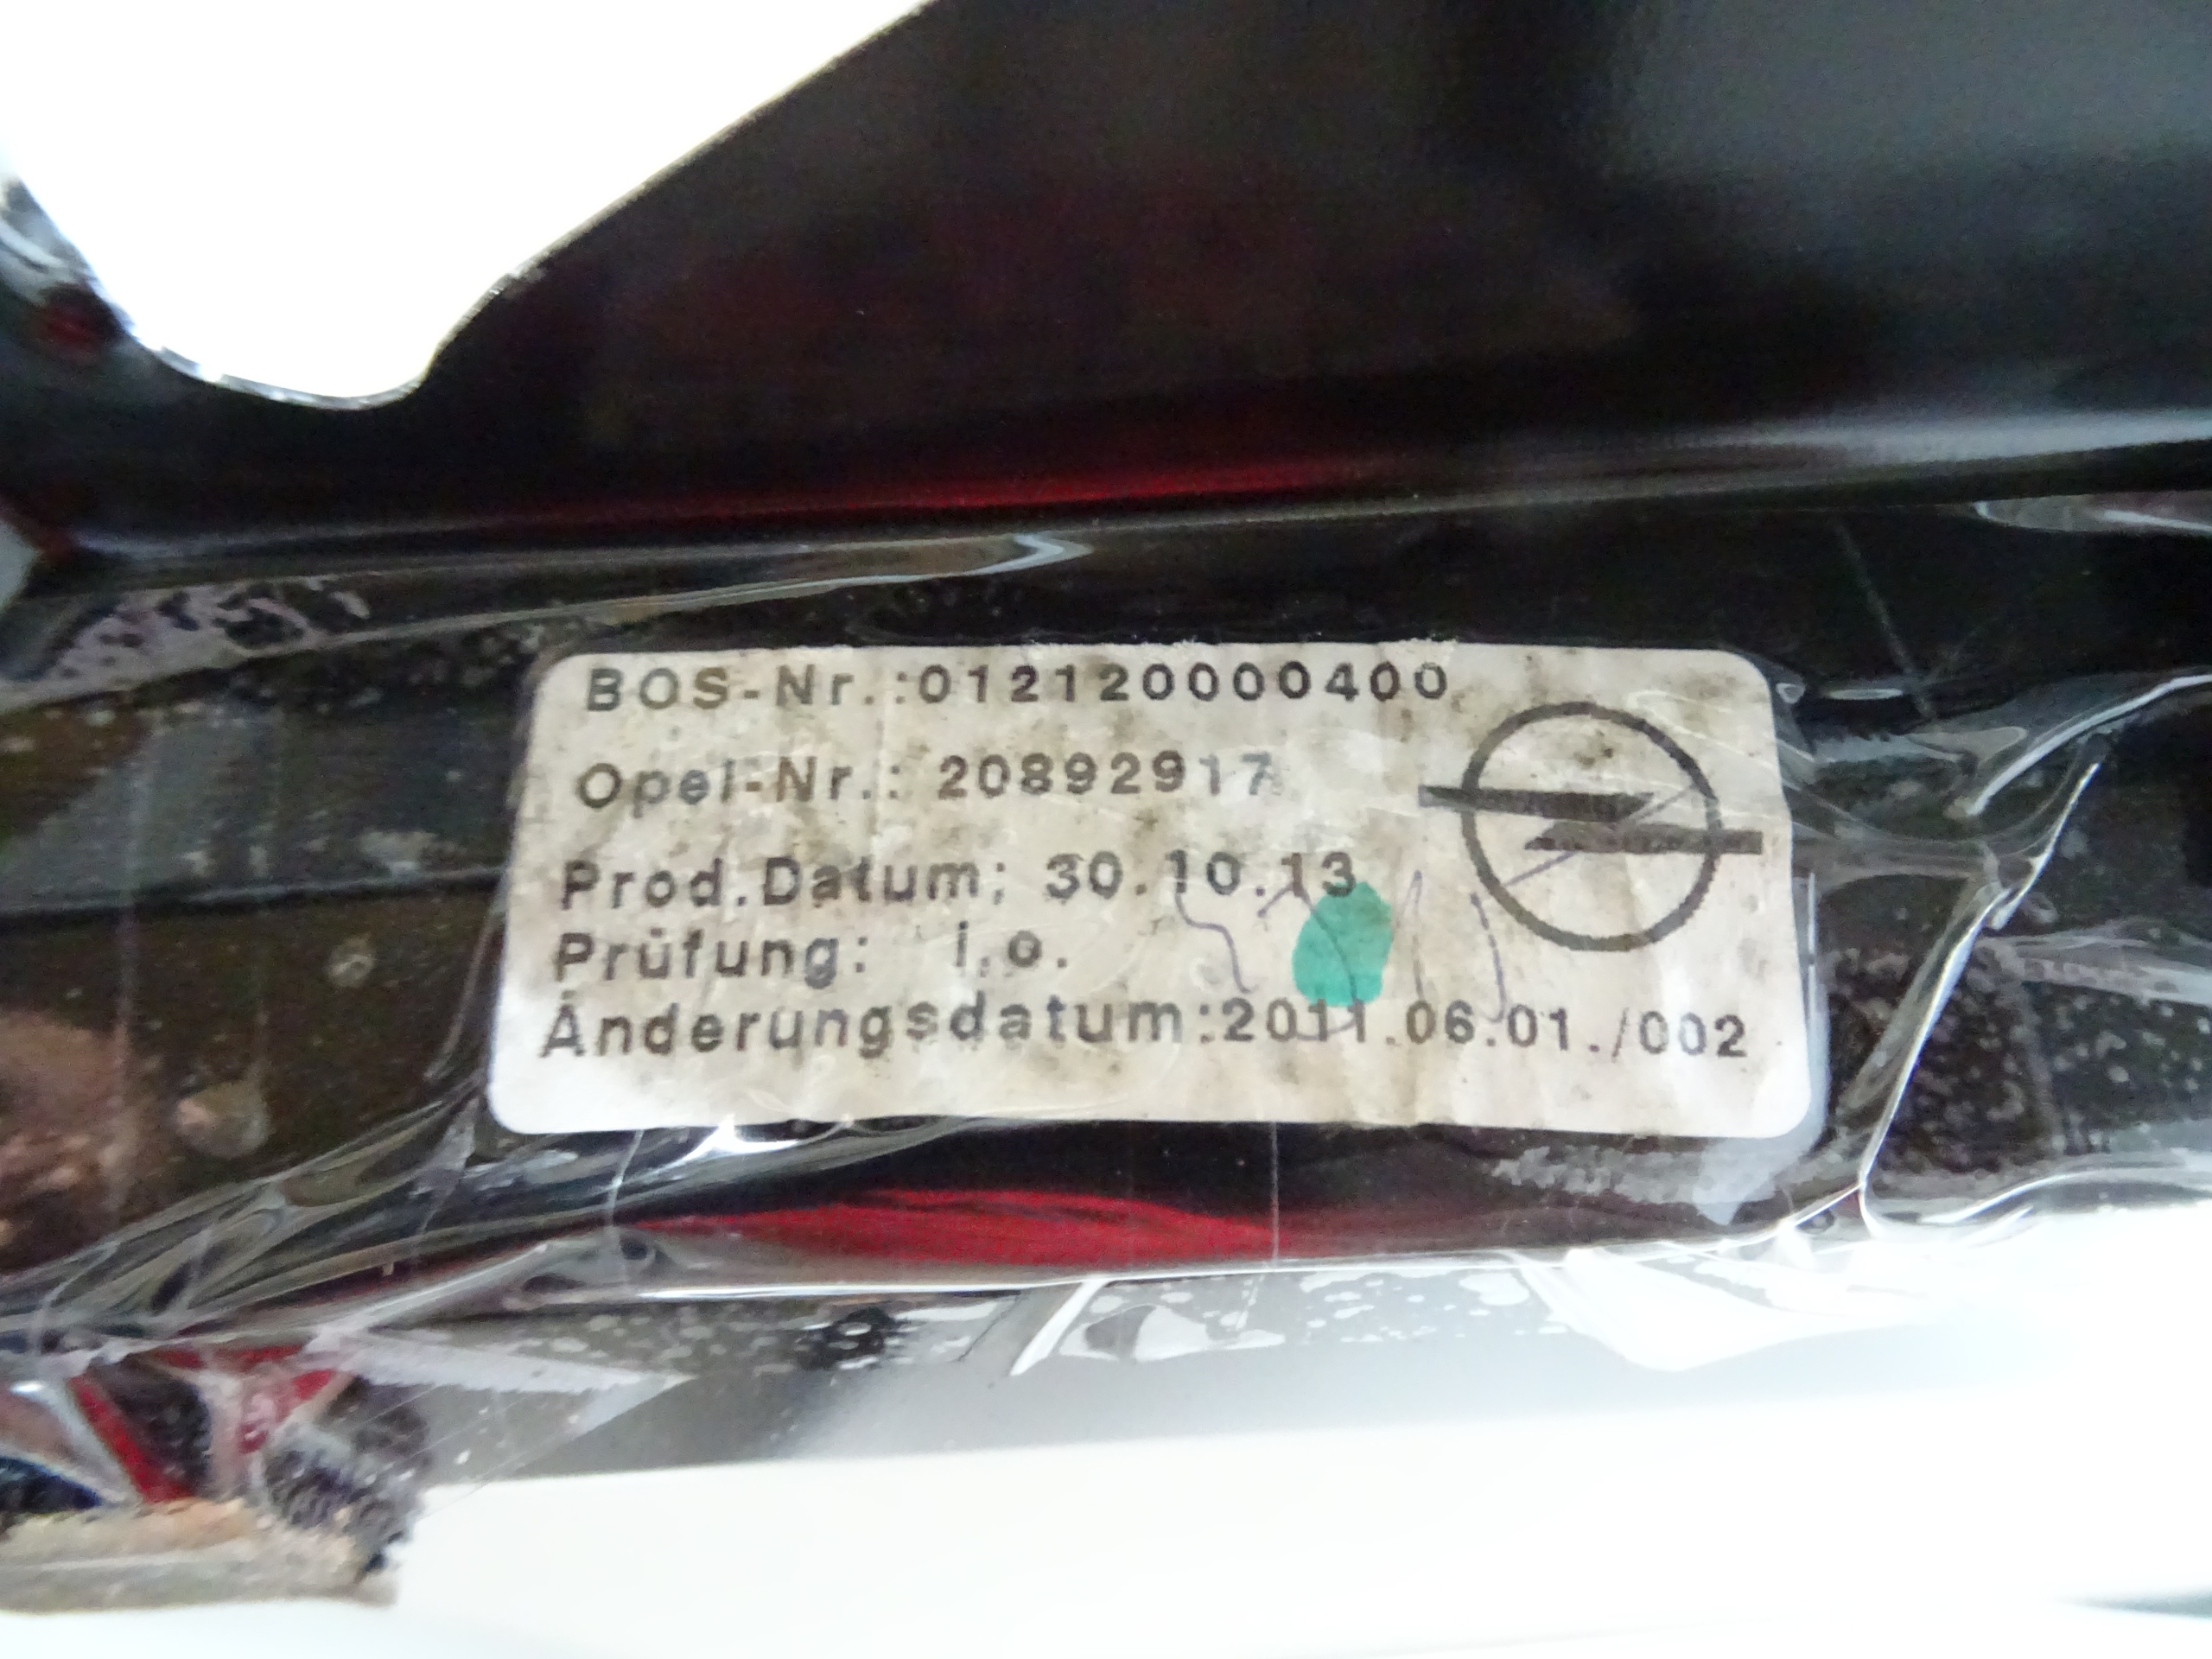 BOS-Nr.:012120000400
Opel-Nr.: 20892917
Prod.Datum: 30.10.13
Prüfung: i.o.
Änderungsdatum:2011.06.01./002